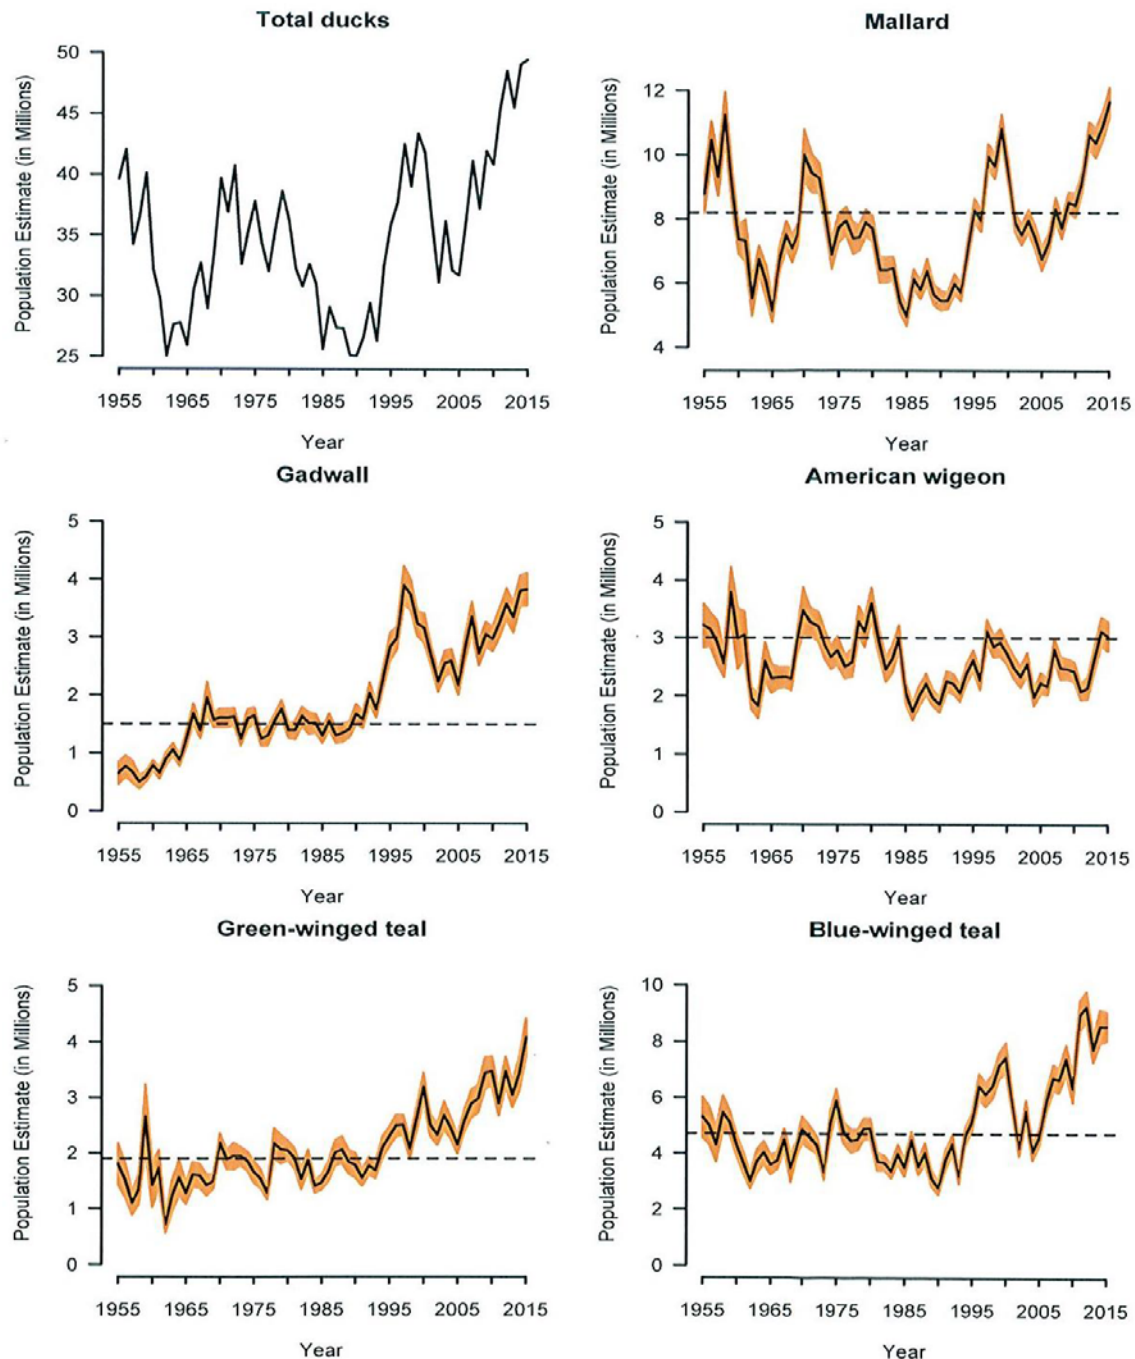 Total ducks
Population Estimate (in Millions)
50
45
40
35
30
25
1955 1965 1975 1985 1995 2005 2015
Year
Mallard
Population Estimate (in Millions)
12
10
8
6
4
1955 1965 1975 1985 1995 2005 2015
Year
Gadwall
Population Estimate (in Millions)
5
4
3
2
1
0
1955 1965 1975 1985 1995 2005 2015
Year
American wigeon
Population Estimate (in Millions)
5
4
3
2
1
0
1955 1965 1975 1985 1995 2005 2015
Year
Green-winged teal
Population Estimate (in Millions)
5
4
3
2
1
0
1955 1965 1975 1985 1995 2005 2015
Year
Blue-winged teal
Population Estimate (in Millions)
10
8
6
4
2
0
1955 1965 1975 1985 1995 2005 2015
Year